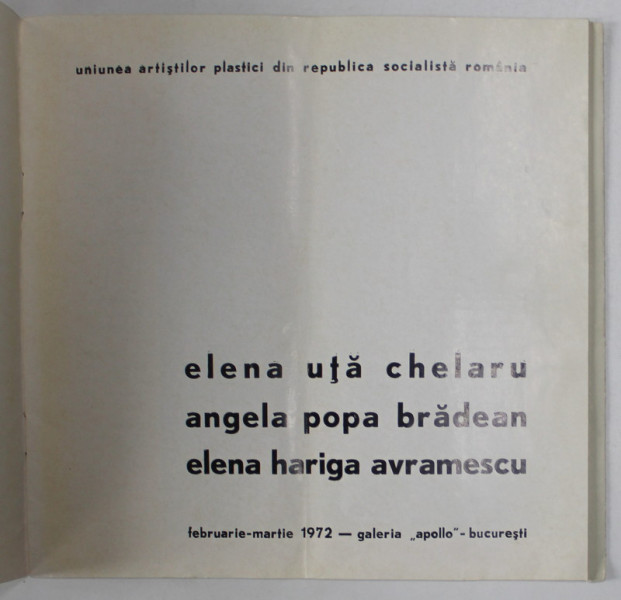 uniunea artiştilor plastici din republica socialistă românia
elena uţă chelaru
angela popa brădean
elena hariga avramescu
februarie-martie 1972 — galeria „apollo“- bucureşti